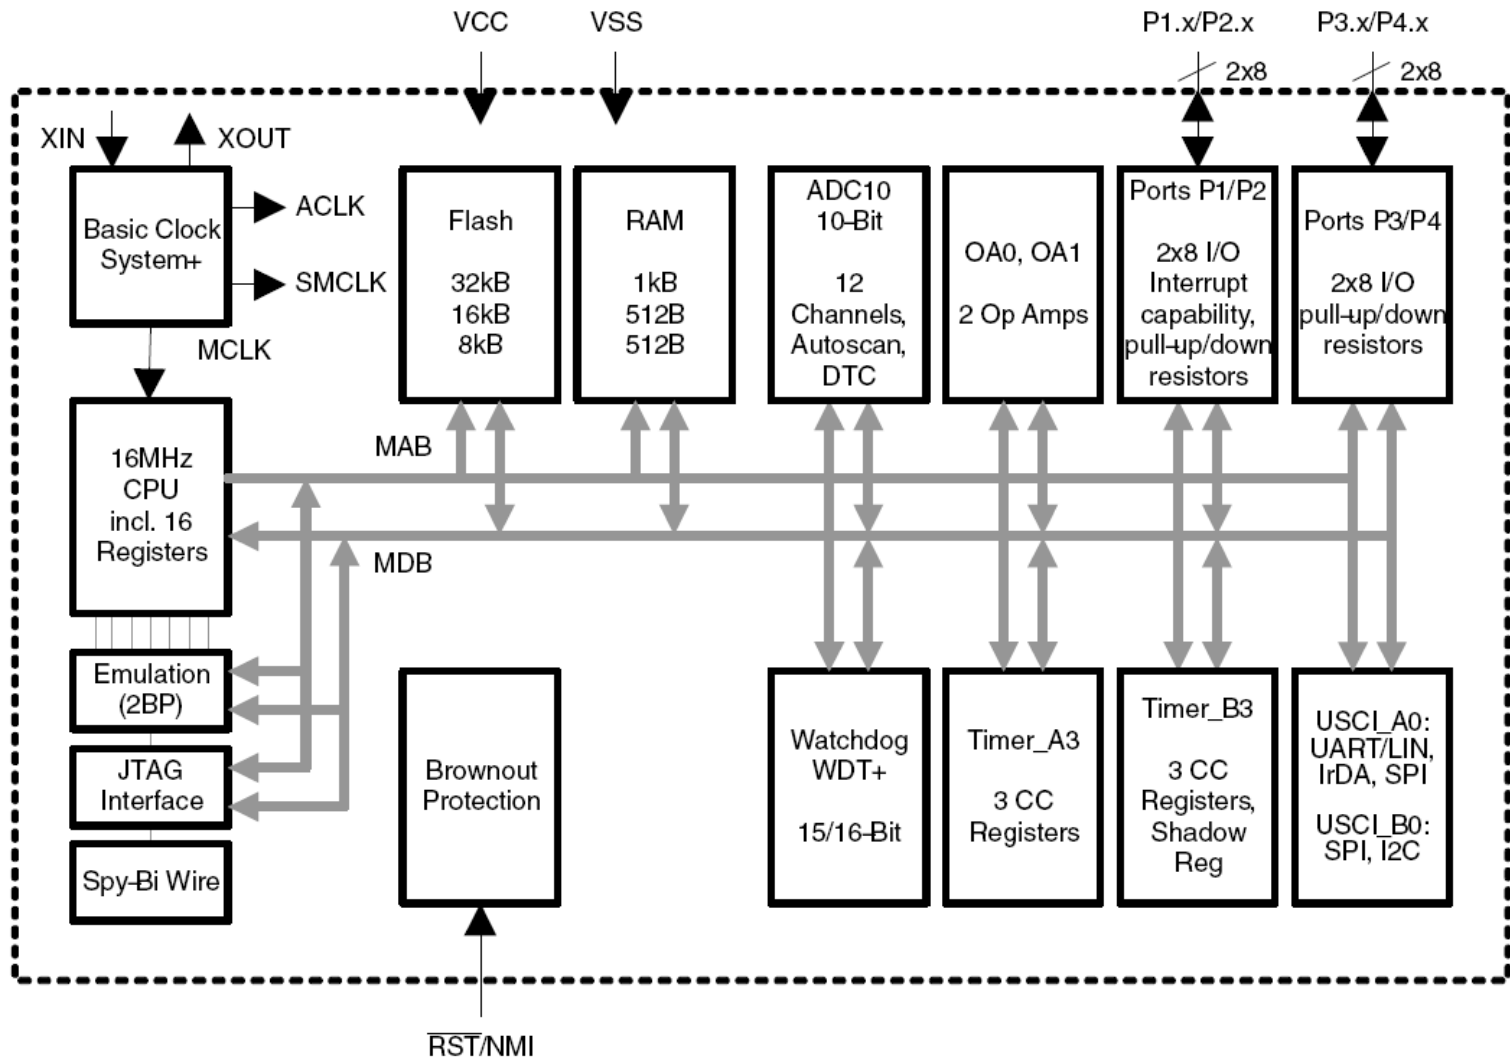 VCC
VSS
P1.x/P2.x
P3.x/P4.x
2x8
2x8
XIN
XOUT
Basic Clock
System+
ACLK
SMCLK
MCLK
Flash
32kB
16kB
8kB
RAM
1kB
512B
512B
ADC10
10-Bit
12
Channels,
Autoscan,
DTC
OA0, OA1
2 Op Amps
Ports P1/P2
2x8 I/O
Interrupt
capability,
pull-up/down
resistors
Ports P3/P4
2x8 I/O
pull-up/down
resistors
16MHz
CPU
incl. 16
Registers
MAB
MDB
Emulation
(2BP)
JTAG
Interface
Spy-Bi Wire
Brownout
Protection
Watchdog
WDT+
15/16-Bit
Timer_A3
3 CC
Registers
Timer_B3
3 CC
Registers,
Shadow
Reg
USCI_A0:
UART/LIN,
IrDA, SPI
USCI_B0:
SPI, I2C
RST/NMI